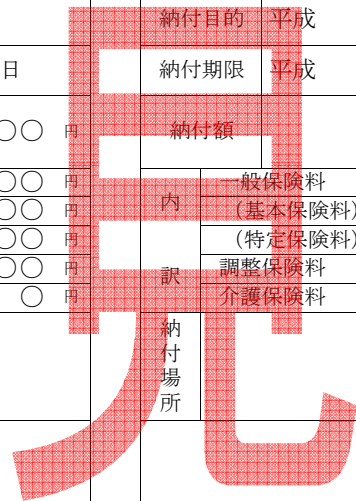 納付目的 平成
日 納付期限 平成
〇〇 円 納付額
〇〇 円 内訳 一般保険料
〇〇 円 (基本保険料)
〇〇 円 (特定保険料)
〇〇 円 調整保険料
〇 円 介護保険料
納付場所
見